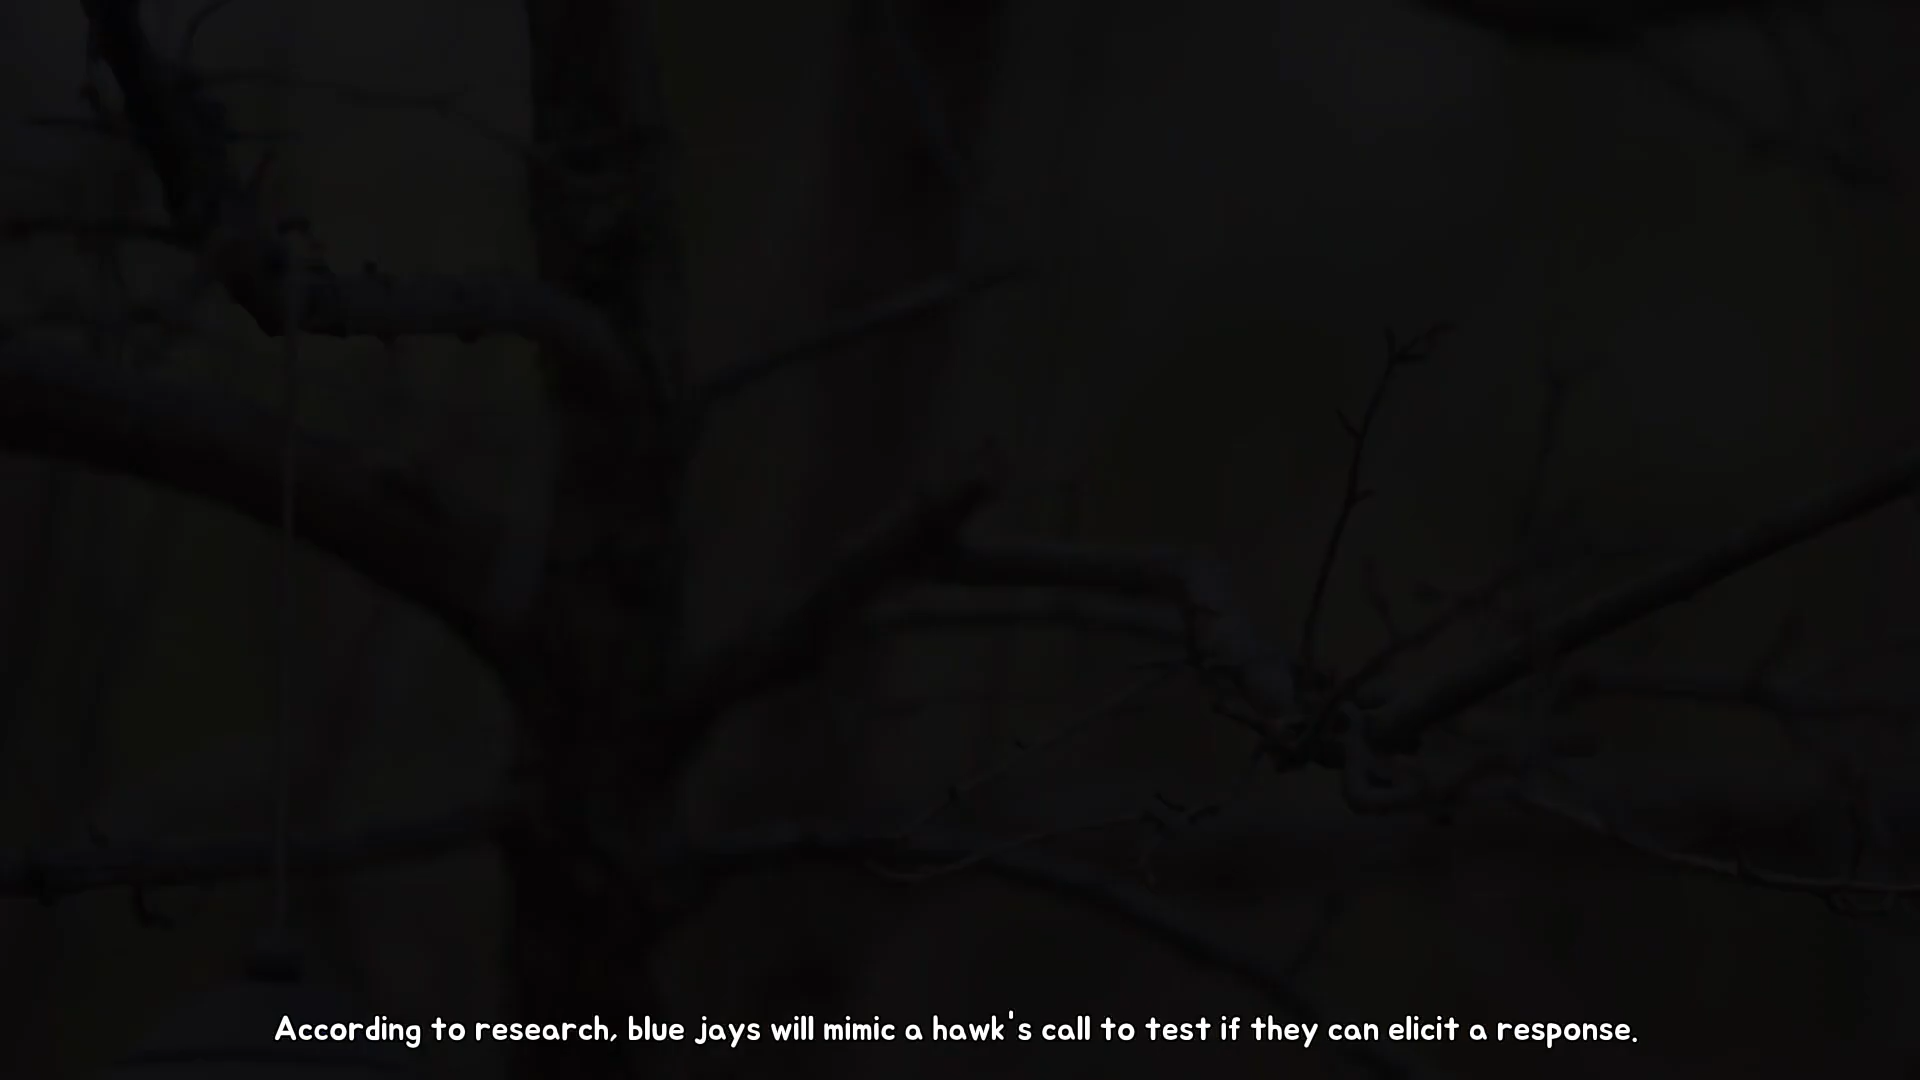 According to research, blue jays will mimic a hawk's call to test if they can elicit a response.